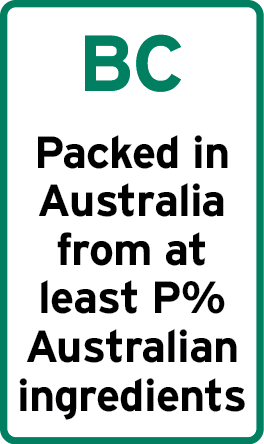 BC
Packed in
Australia
from at
least P%
Australian
ingredients